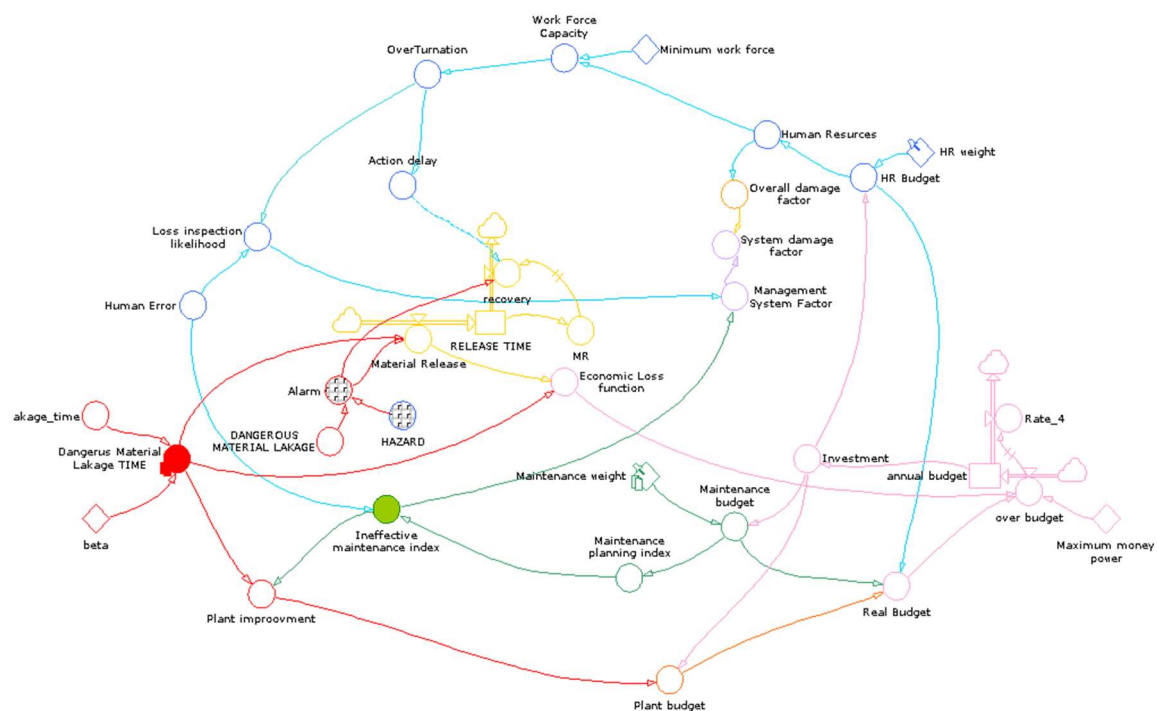 Work Force
Capacity
OverTurnation
Minimum work force
Human Resurces
HR weight
Action delay
HR Budget
Overall damage
factor
Loss inspection
likelihood
System damage
factor
Human Error
recovery
Management
System Factor
RELEASE TIME
MR
Material Release
Economic Loss
function
Alarm
akage_time
Rate_4
DANGEROUS
MATERIAL LAKAGE
HAZARD
Dangerus Material
Lakage TIME
Investment
annual budget
Maintenance weight
Maintenance
budget
over budget
beta
Ineffective
maintenance index
Maintenance
planning index
Maximum money
power
Plant improovment
Real Budget
Plant budget